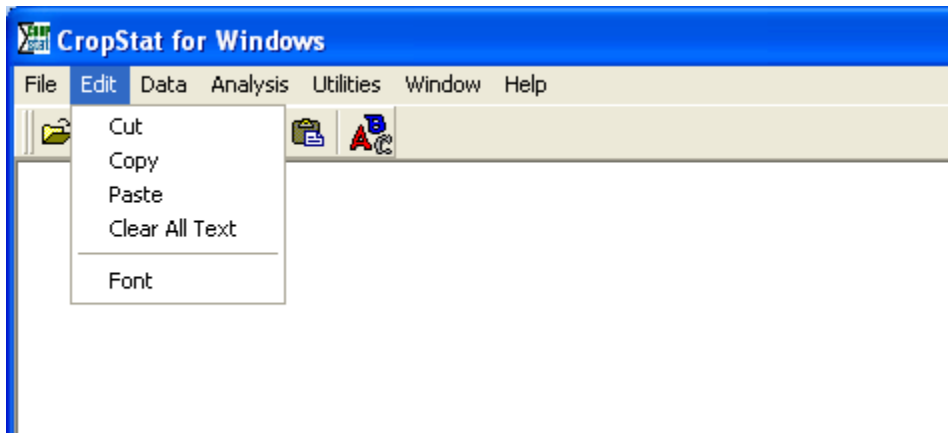 CropStat for Windows
File Edit Data Analysis Utilities Window Help
Cut
Copy
Paste
Clear All Text
Font